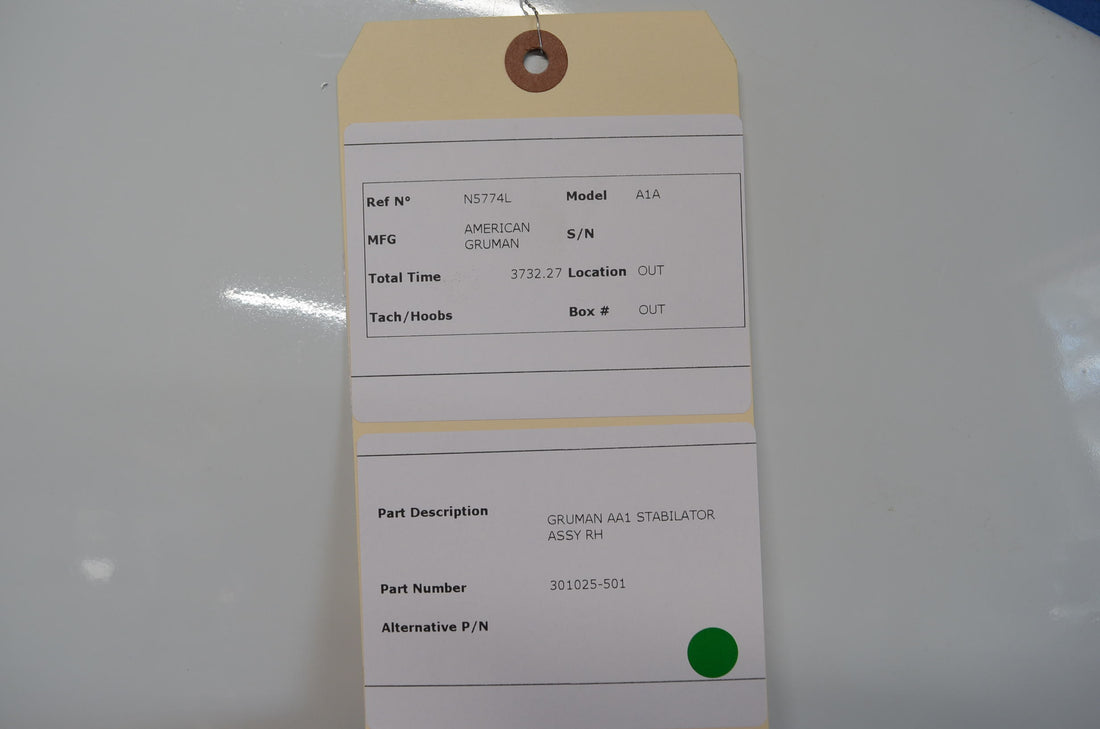 Ref N° N5774L Model A1A
MFG AMERICAN GRUMAN S/N
Total Time 3732.27 Location OUT
Tach/Hoobs Box # OUT
Part Description GRUMAN AA1 STABILATOR
ASSY RH
Part Number 301025-501
Alternative P/N